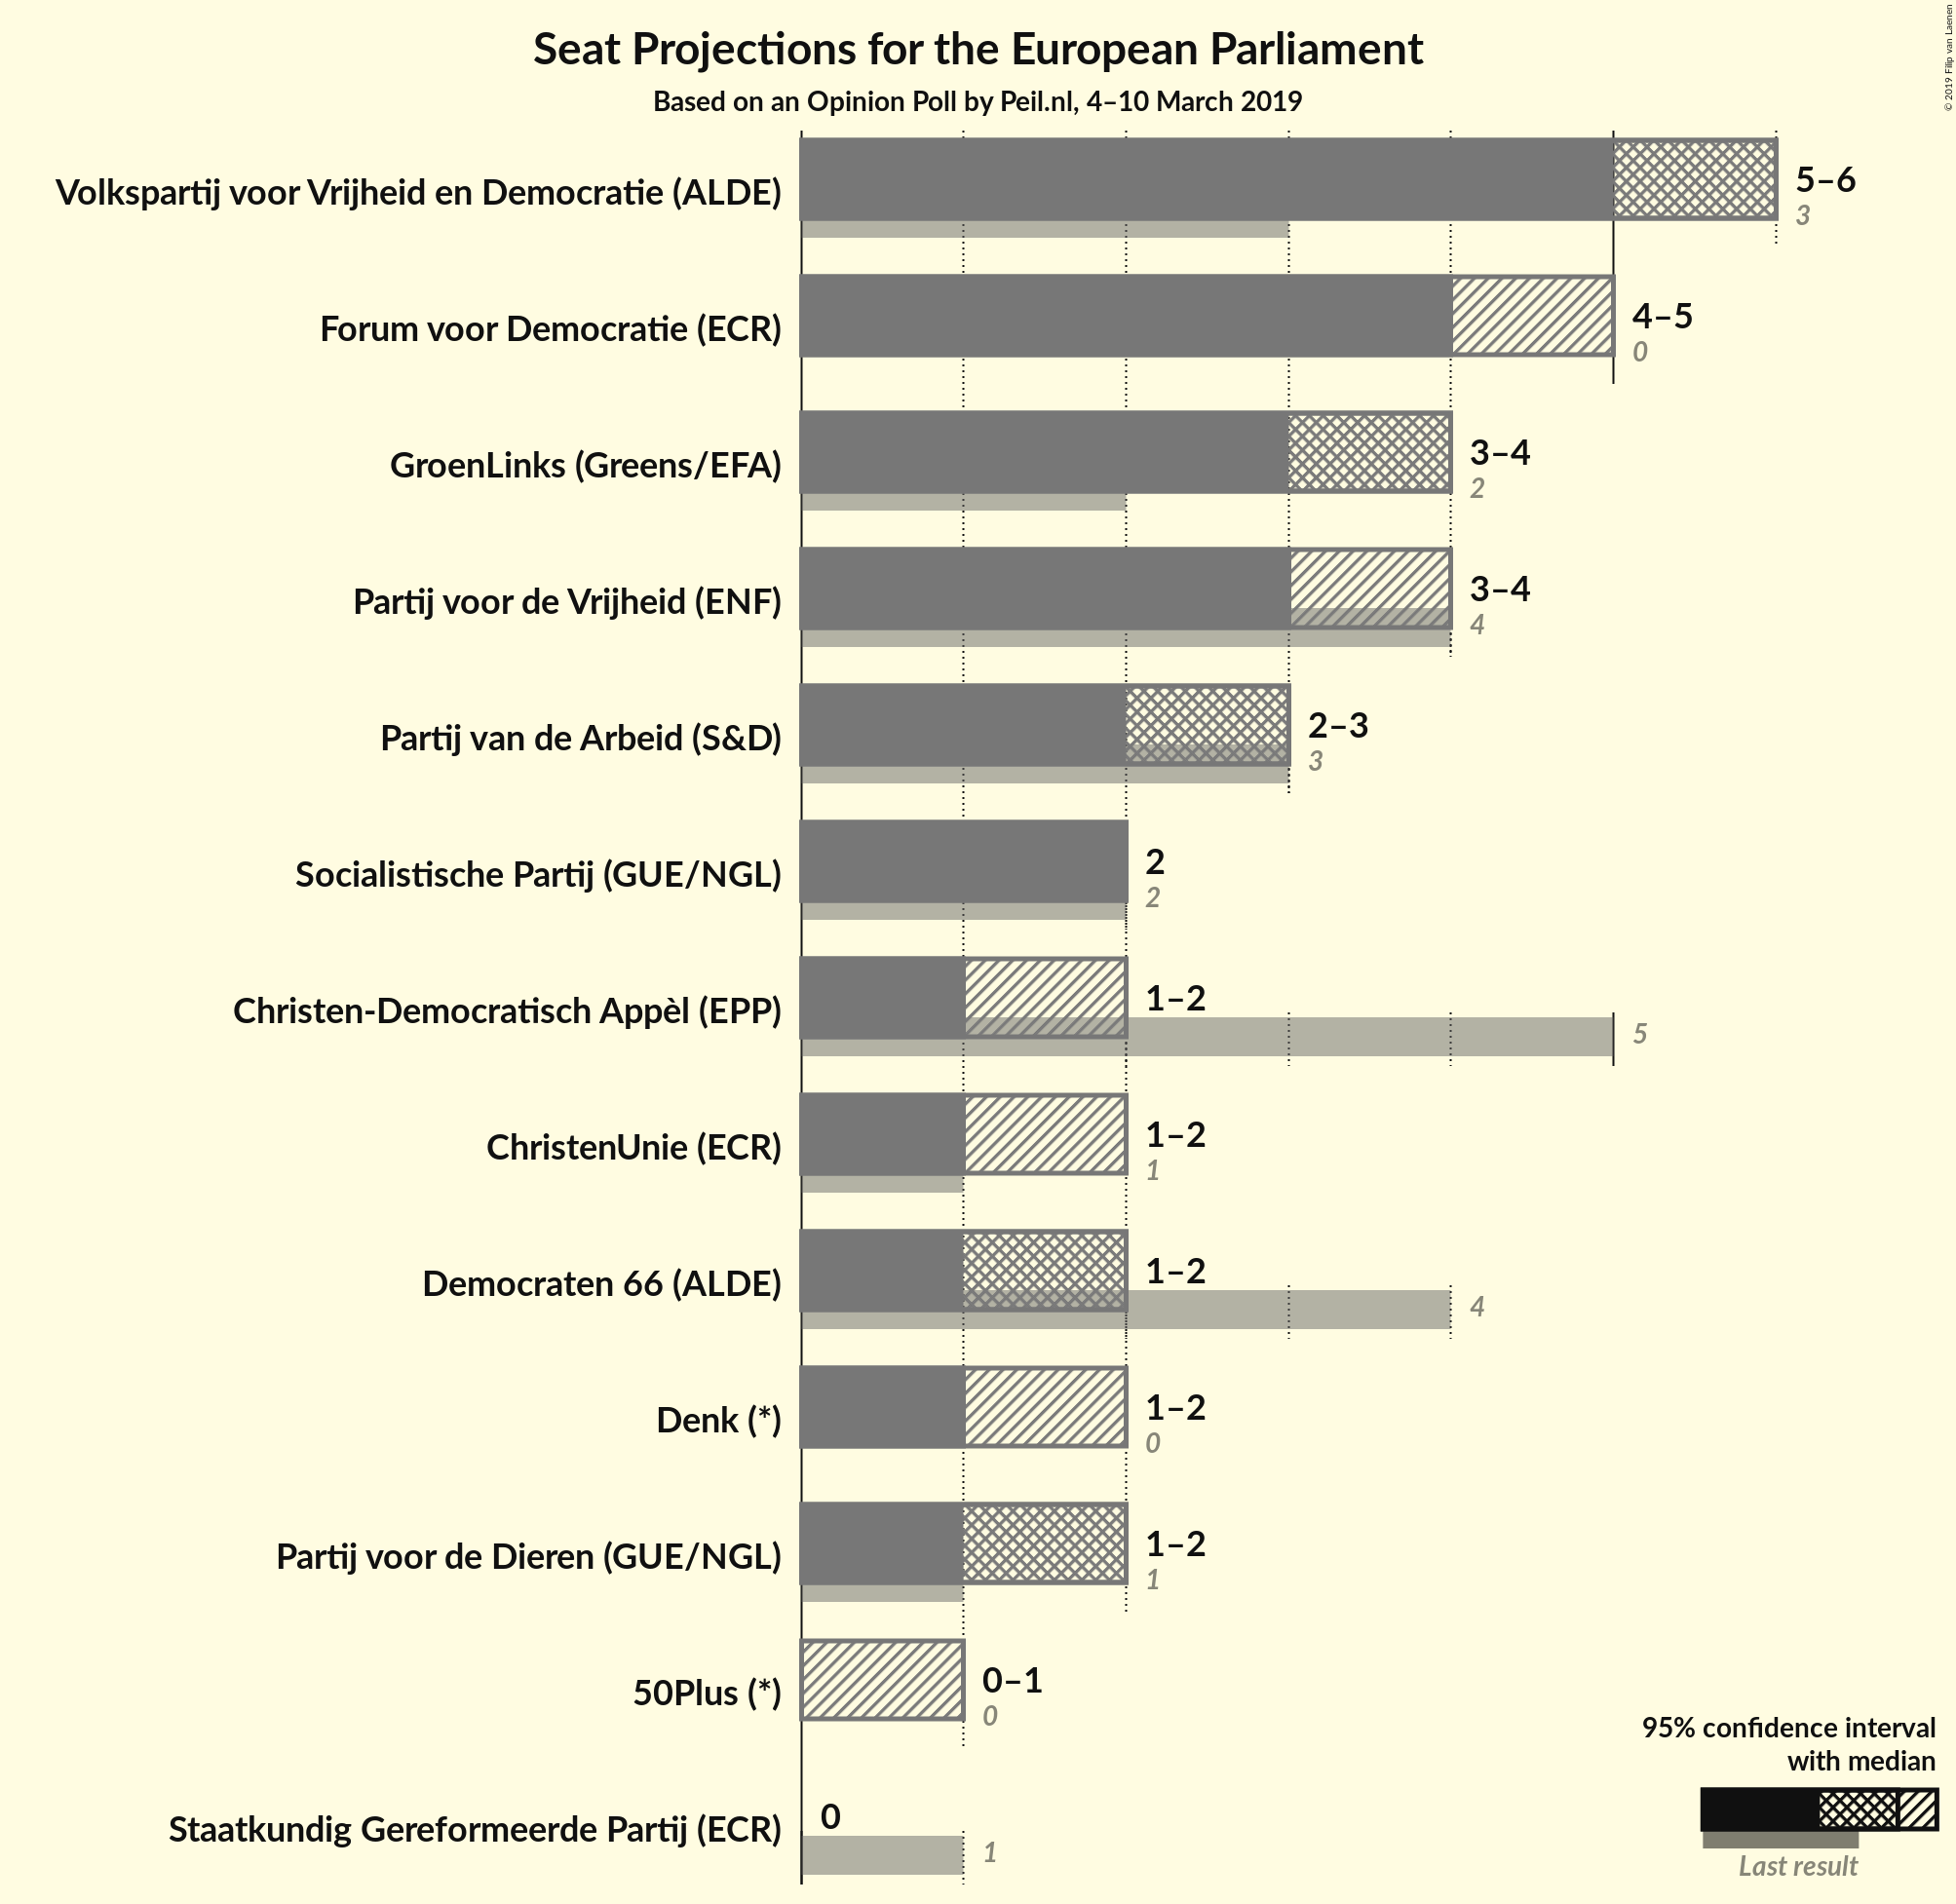 Seat Projections for the European Parliament
Based on an Opinion Poll by Peil.nl, 4–10 March 2019
© 2019 Filip van Laenen
Volkspartij voor Vrijheid en Democratie (ALDE)
5–6
3
Forum voor Democratie (ECR)
4–5
0
GroenLinks (Greens/EFA)
3–4
2
Partij voor de Vrijheid (ENF)
3–4
4
Partij van de Arbeid (S&D)
2–3
3
Socialistische Partij (GUE/NGL)
2
2
Christen-Democratisch Appèl (EPP)
1–2
5
ChristenUnie (ECR)
1–2
1
Democraten 66 (ALDE)
1–2
4
Denk (*)
1–2
0
Partij voor de Dieren (GUE/NGL)
1–2
1
50Plus (*)
0–1
0
Staatkundig Gereformeerde Partij (ECR)
0
1
95% confidence interval
with median
Last result